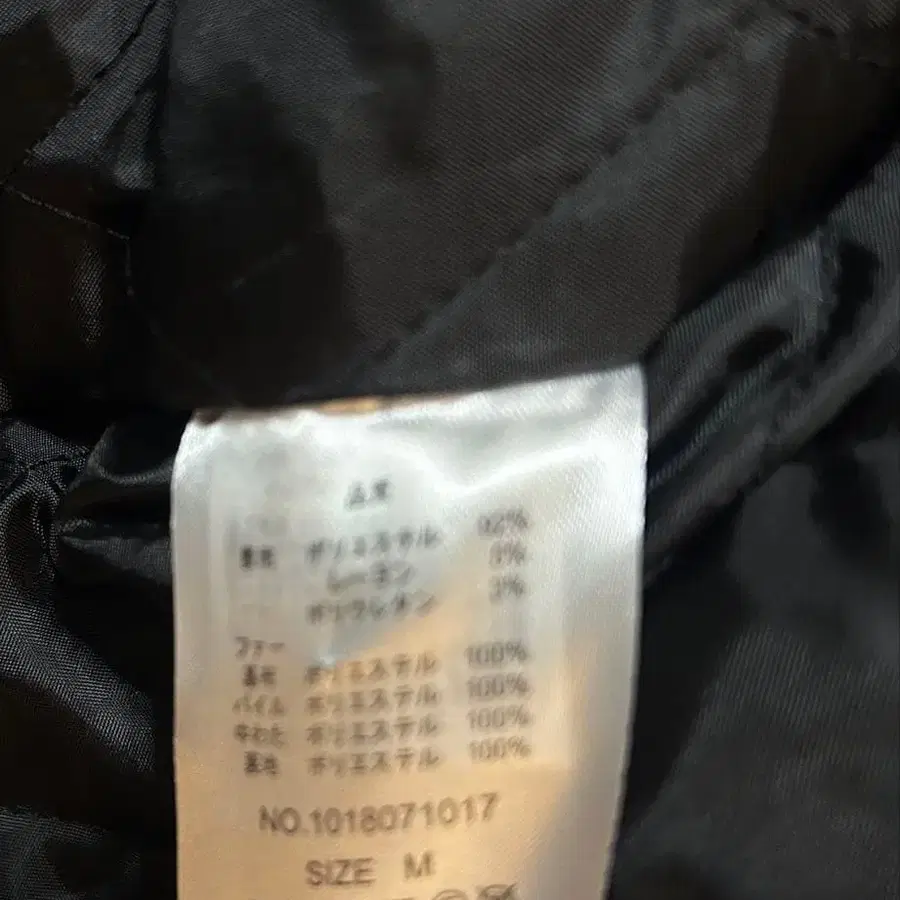 品質
表地 ポリエステル 92%
レーヨン
ポリウレタン 2%
ファー
基布 ポリエステル 100%
パイル ポリエステル 100%
中わた ポリエステル 100%
裏地 ポリエステル 100%
NO.1018071017
SIZE M